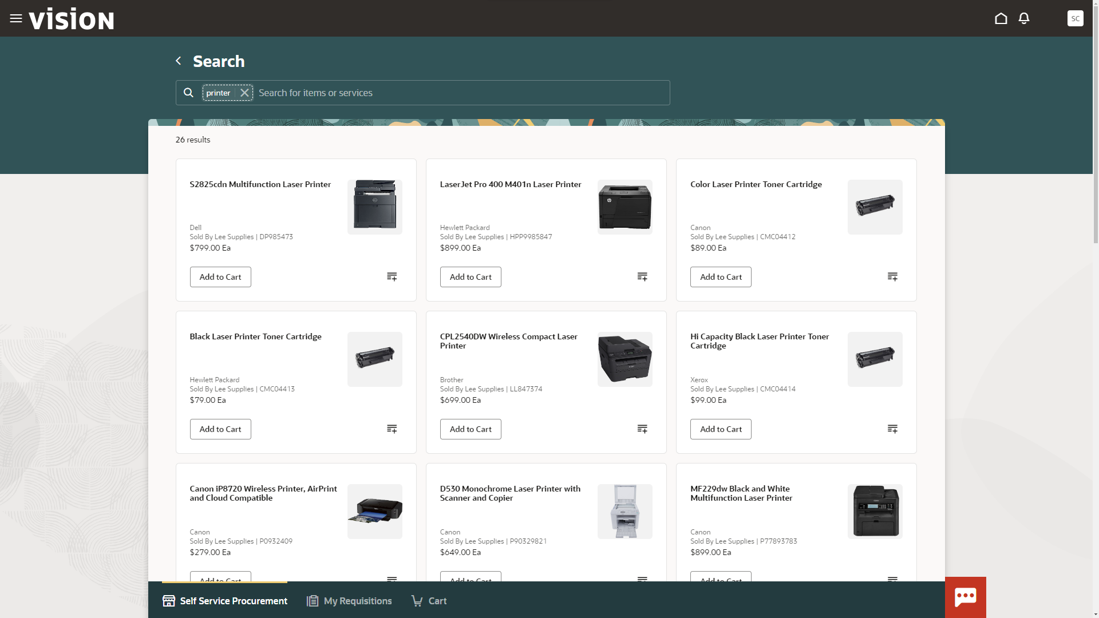 vision
SC
Search
printer
Search for items or services
26 results
S2825cdn Multifunction Laser Printer
Dell
Sold By Lee Supplies | DP985473
$799.00 Ea
Add to Cart
LaserJet Pro 400 M401n Laser Printer
Hewlett Packard
Sold By Lee Supplies | HPP9985847
$899.00 Ea
Add to Cart
Color Laser Printer Toner Cartridge
Canon
Sold By Lee Supplies | CMC04412
$89.00 Ea
Add to Cart
Black Laser Printer Toner Cartridge
Hewlett Packard
Sold By Lee Supplies | CMC04413
$79.00 Ea
Add to Cart
CPL2540DW Wireless Compact Laser
Printer
Brother
Sold By Lee Supplies | LL847374
$699.00 Ea
Add to Cart
Hi Capacity Black Laser Printer Toner
Cartridge
Xerox
Sold By Lee Supplies | CMC04414
$99.00 Ea
Add to Cart
Canon iP8720 Wireless Printer, AirPrint
and Cloud Compatible
Canon
Sold By Lee Supplies | P0932409
$279.00 Ea
Add to Cart
D530 Monochrome Laser Printer with
Scanner and Copier
Canon
Sold By Lee Supplies | P90329821
$649.00 Ea
Add to Cart
MF229dw Black and White
Multifunction Laser Printer
Canon
Sold By Lee Supplies | P77893783
$899.00 Ea
Add to Cart
Self Service Procurement
My Requisitions
Cart